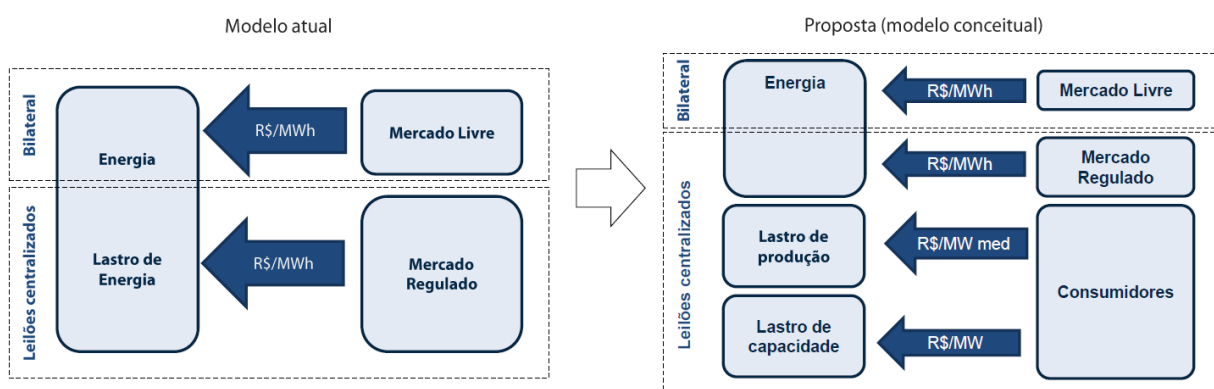 Modelo atual
Bilateral
Leilões centralizados
Energia
Lastro de
Energia
R$/MWh
R$/MWh
Mercado Livre
Mercado
Regulado
Proposta (modelo conceitual)
Bilateral
Leilões centralizados
Energia
R$/MWh
Mercado Livre
R$/MWh
Mercado
Regulado
Lastro de
produção
R$/MW med
Consumidores
Lastro de
capacidade
R$/MW